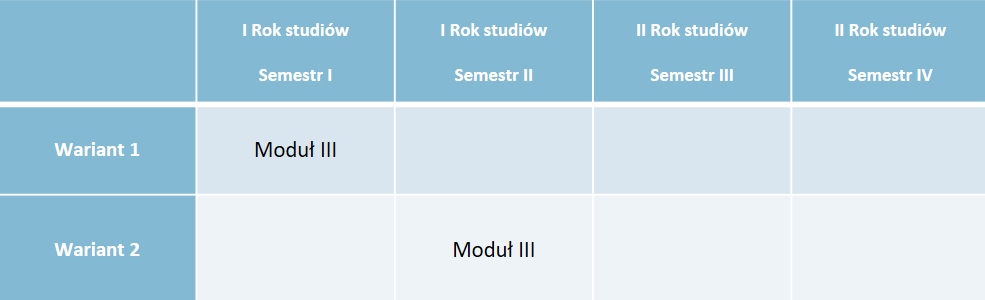 I Rok studiów I Rok studiów II Rok studiów II Rok studiów
Semestr I Semestr II Semestr III Semestr IV
Wariant 1 Moduł III
Wariant 2 Moduł III